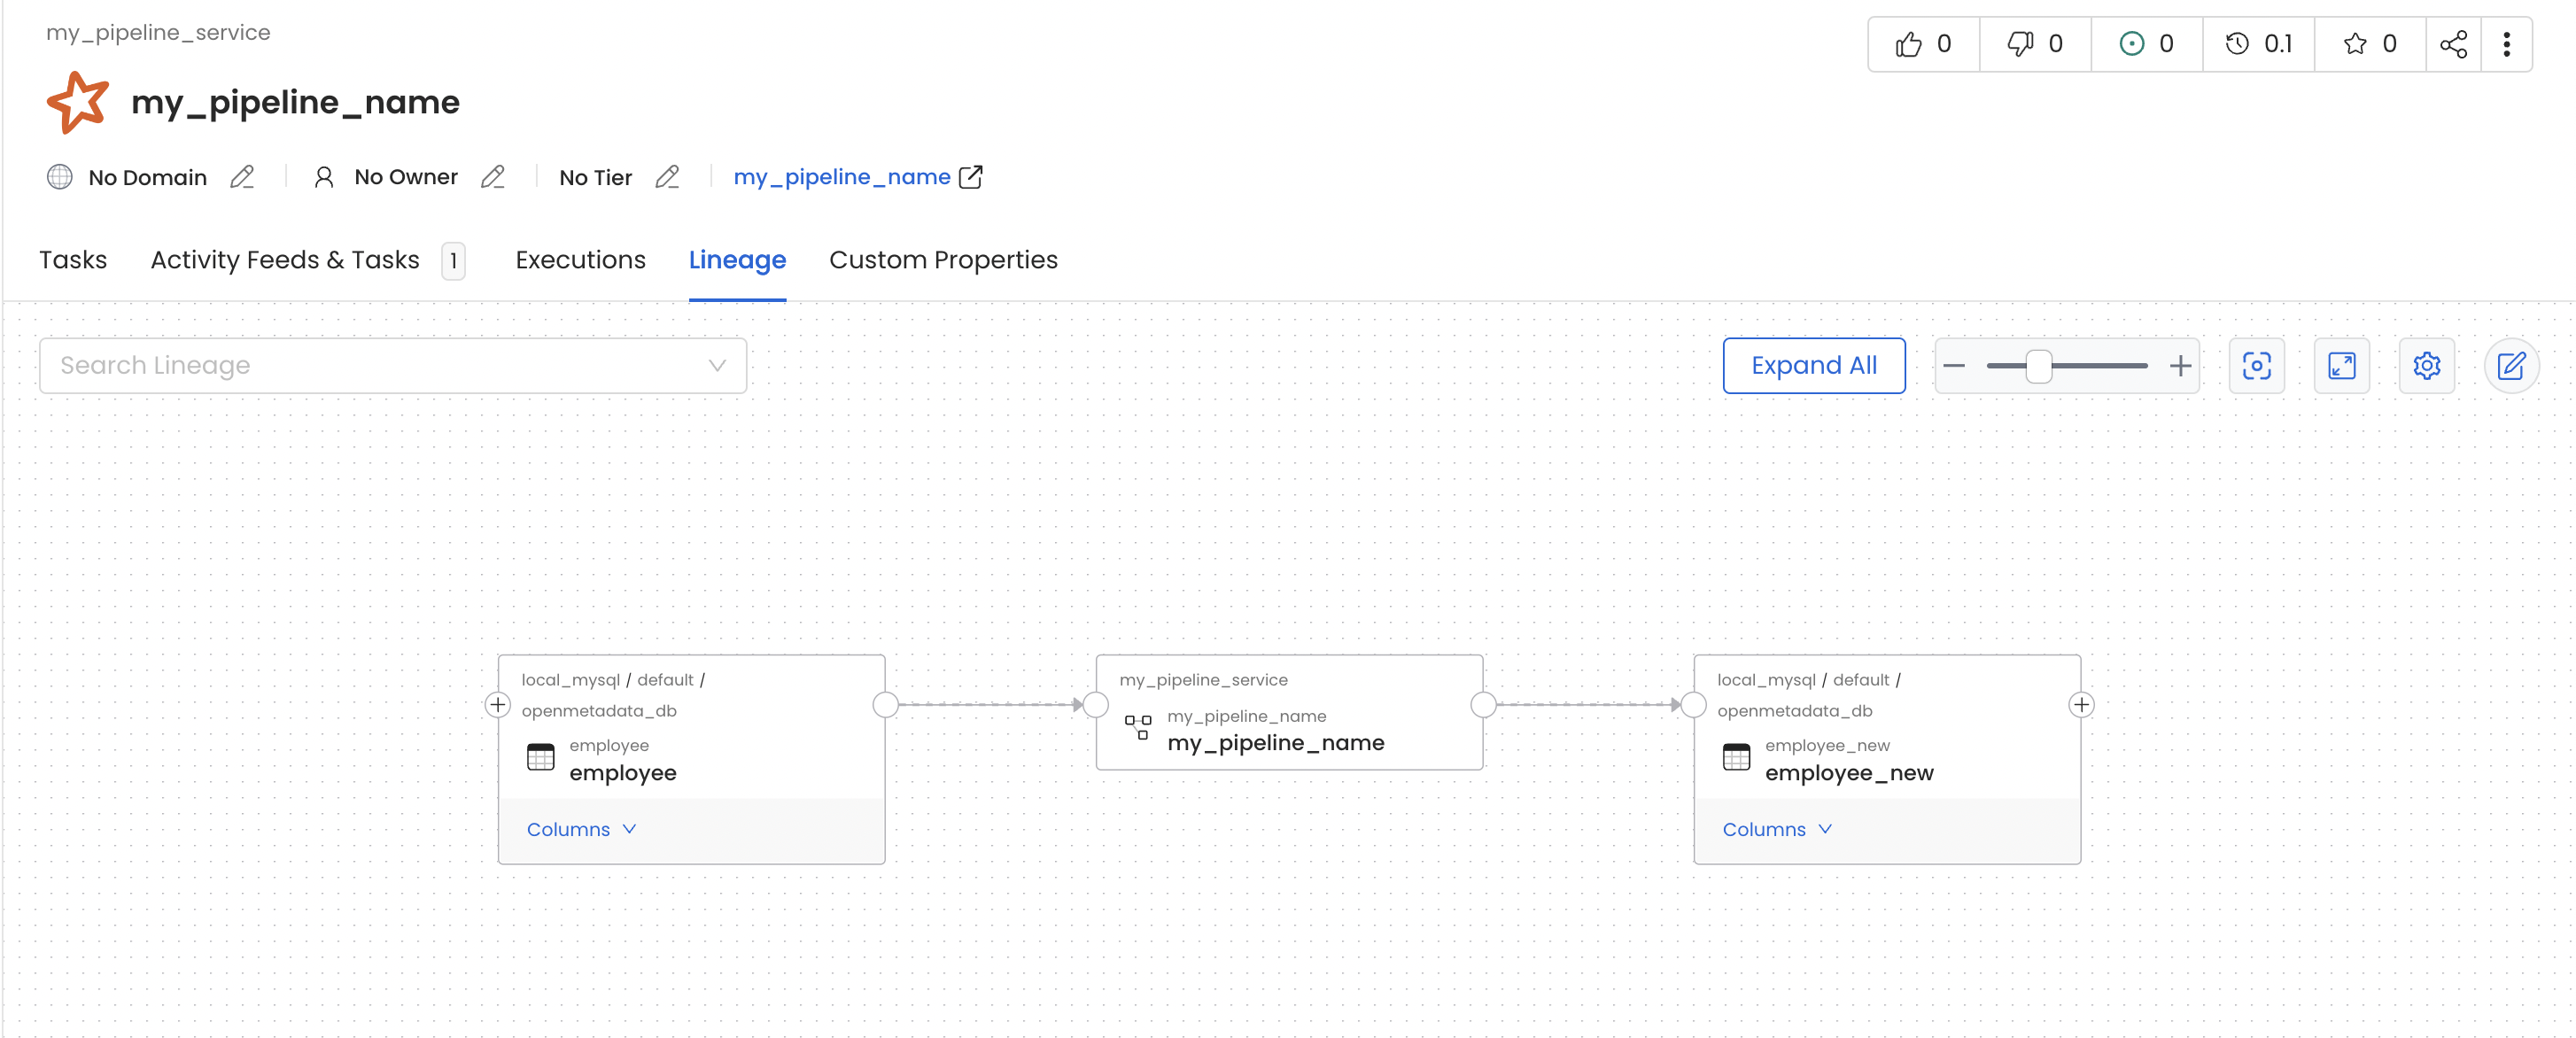 my_pipeline_service
0 0 0 0.1 0
my_pipeline_name
No Domain No Owner No Tier my_pipeline_name
Tasks Activity Feeds & Tasks 1 Executions Lineage Custom Properties
Search Lineage
Expand All
local_mysql / default /
openmetadata_db
employee
employee
Columns
my_pipeline_service
my_pipeline_name
my_pipeline_name
local_mysql / default /
openmetadata_db
employee_new
employee_new
Columns